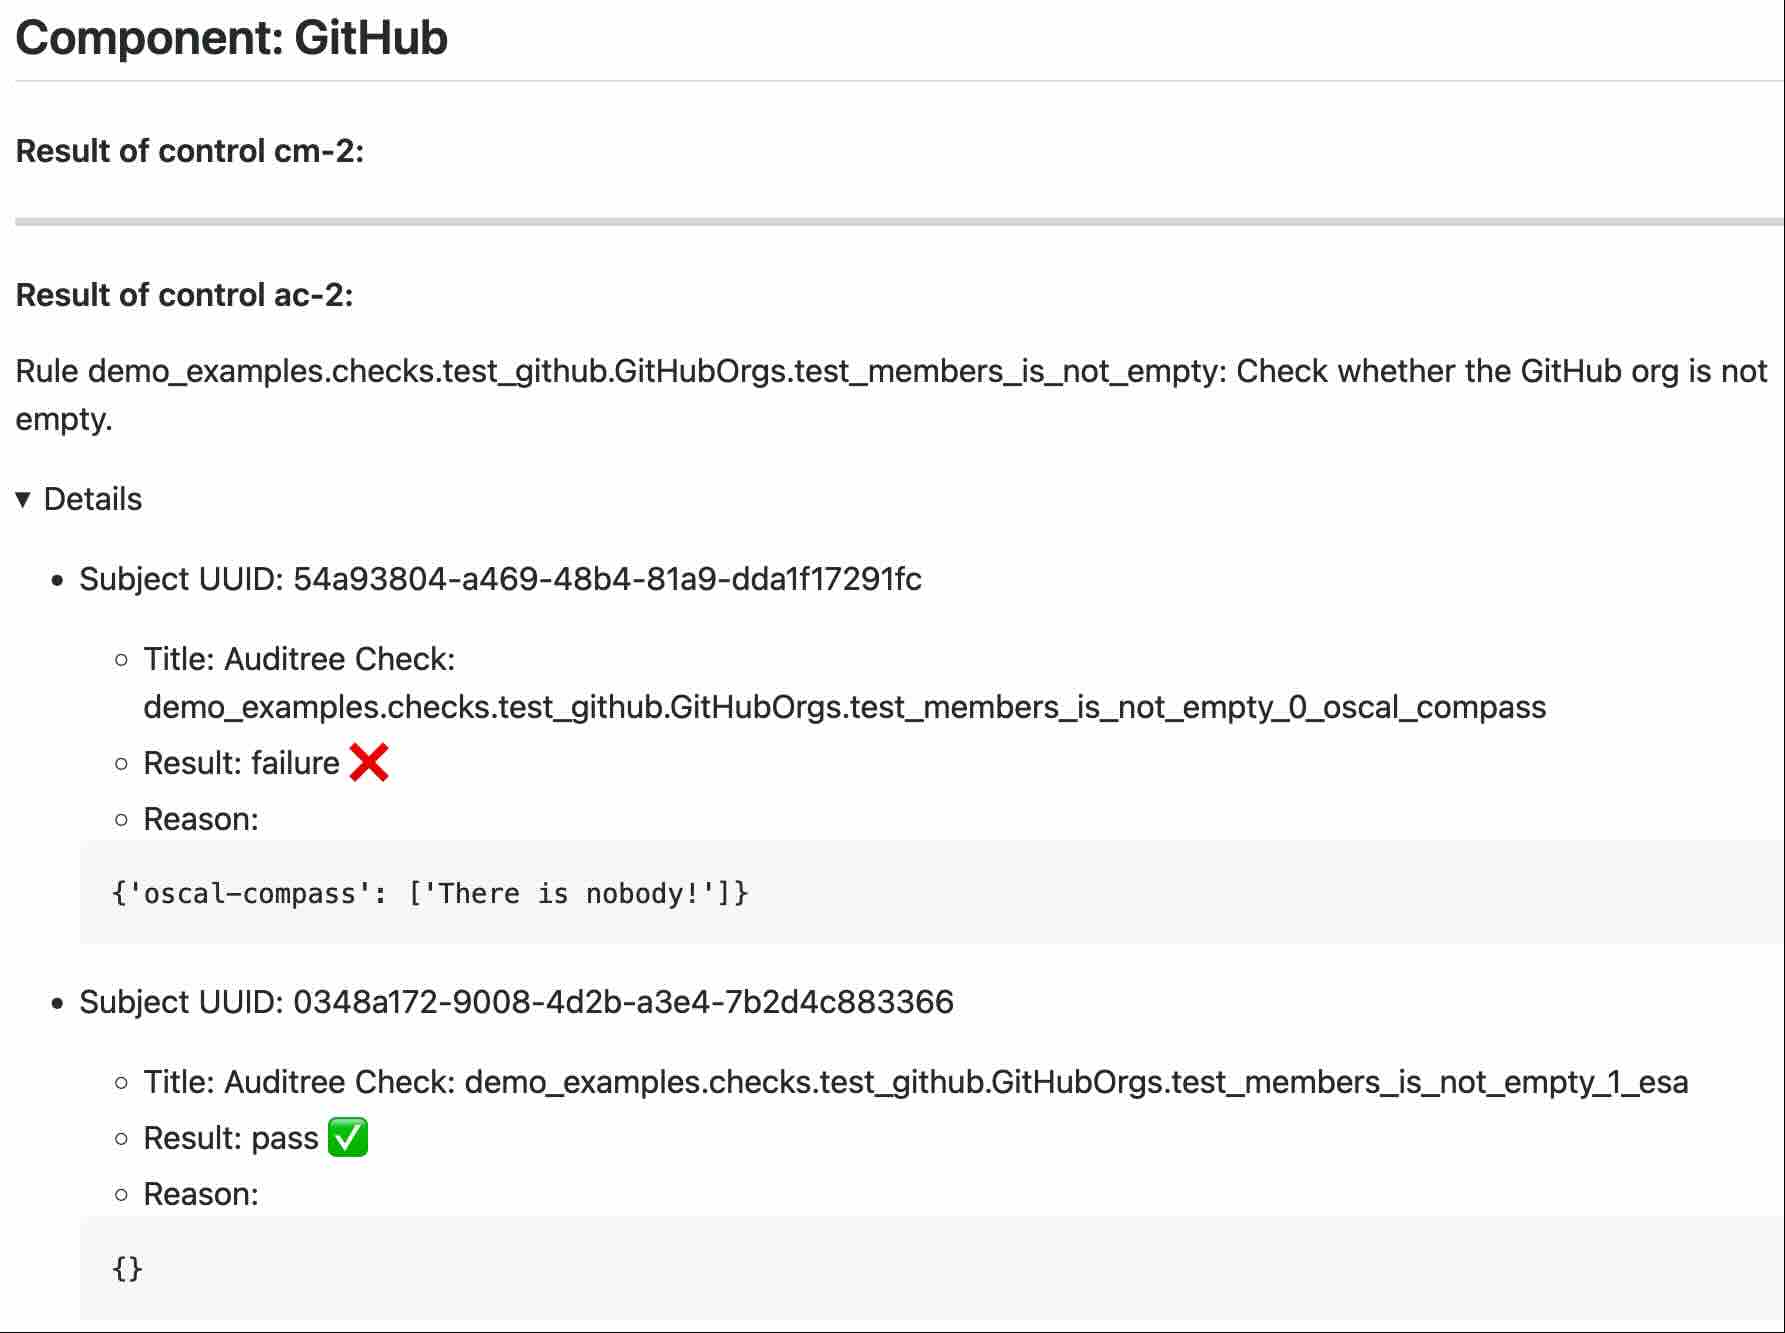 Component: GitHub
Result of control cm-2:
Result of control ac-2:
Rule demo_examples.checks.test_github.GitHubOrgs.test_members_is_not_empty: Check whether the GitHub org is not
empty.
▼ Details
• Subject UUID: 54a93804-a469-48b4-81a9-dda1f17291fc
◦ Title: Auditree Check:
demo_examples.checks.test_github.GitHubOrgs.test_members_is_not_empty_0_oscal_compass
◦ Result: failure ❌
◦ Reason:
{'oscal-compass': ['There is nobody!']}
• Subject UUID: 0348a172-9008-4d2b-a3e4-7b2d4c883366
◦ Title: Auditree Check: demo_examples.checks.test_github.GitHubOrgs.test_members_is_not_empty_1_esa
◦ Result: pass ✅
◦ Reason:
{}